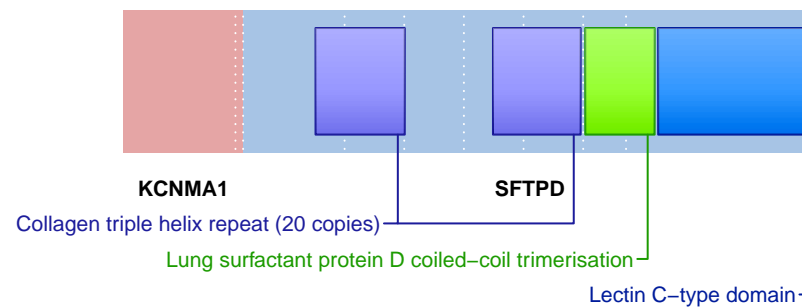 KCNMA1 SFTPD
Collagen triple helix repeat (20 copies)
Lung surfactant protein D coiled−coil trimerisation
Lectin C−type domain